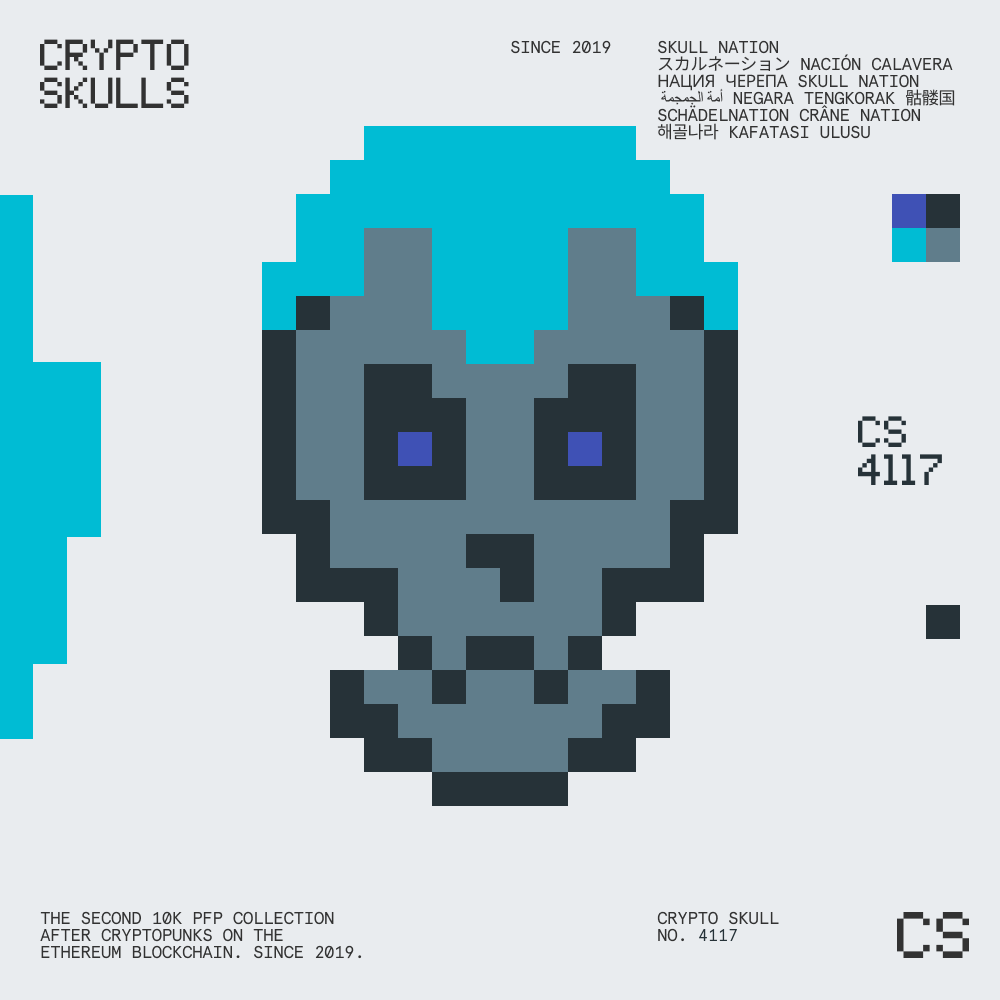 CRYPTO
SKULLS
SINCE 2019
SKULL NATION
スカルネーション NACIÓN CALAVERA
НАЦИЯ ЧЕРЕПА SKULL NATION
أمة الجمجمة NEGARA TENGKORAK 骷髅国
SCHÄDELNATION CRÂNE NATION
해골나라 KAFATASI ULUSU
CS
4117
THE SECOND 10K PFP COLLECTION
AFTER CRYPTOPUNKS ON THE
ETHEREUM BLOCKCHAIN. SINCE 2019.
CRYPTO SKULL
NO. 4117
CS